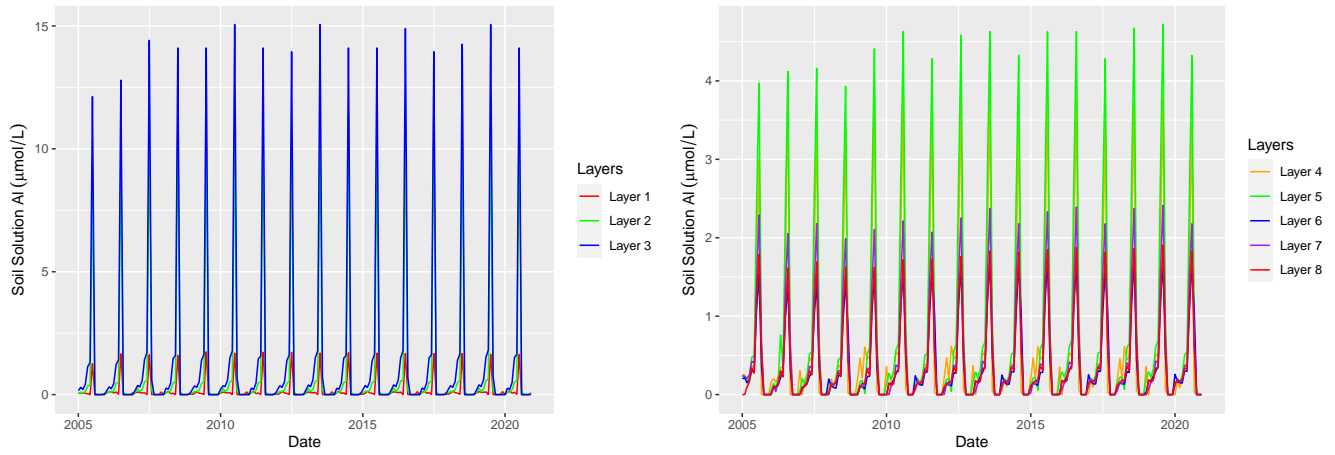 15
10
5
0
Soil Solution Al (μmol/L)
2005
2010
2015
2020
Date
Layers
Layer 1
Layer 2
Layer 3
4
3
2
1
0
Soil Solution Al (μmol/L)
2005
2010
2015
2020
Date
Layers
Layer 4
Layer 5
Layer 6
Layer 7
Layer 8